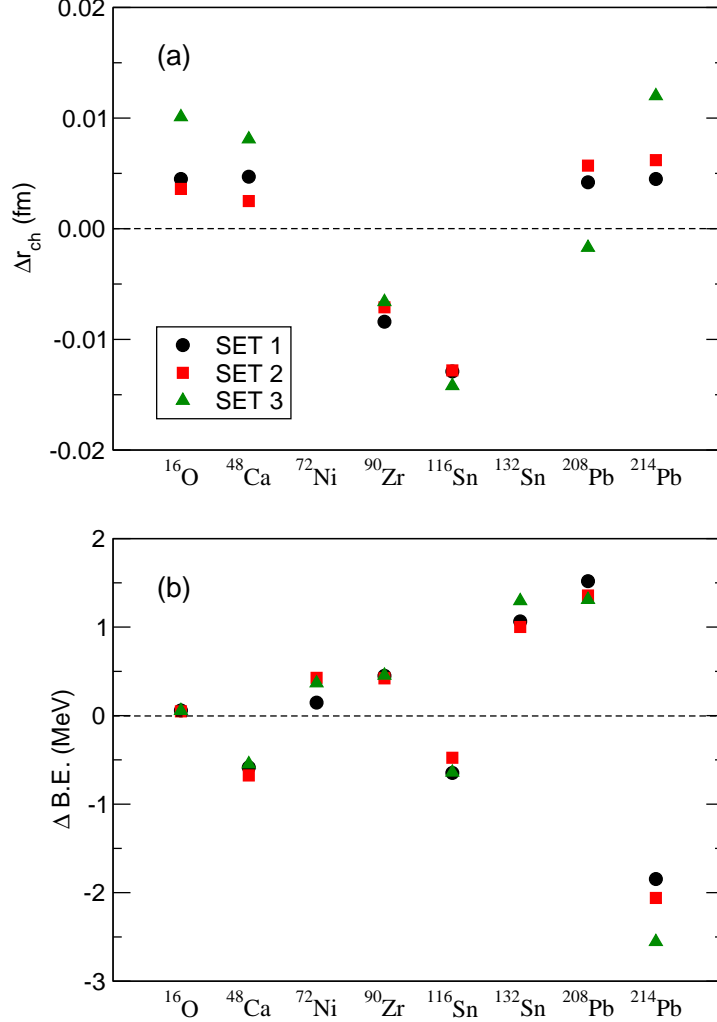 0.02
(a)
0.01
0.00
-0.01
-0.02
Δr_ch (fm)
SET 1
SET 2
SET 3
¹⁶O ⁴⁸Ca ⁷²Ni ⁹⁰Zr ¹¹⁶Sn ¹³²Sn ²⁰⁸Pb ²¹⁴Pb
2
(b)
1
0
-1
-2
-3
Δ B.E. (MeV)
¹⁶O ⁴⁸Ca ⁷²Ni ⁹⁰Zr ¹¹⁶Sn ¹³²Sn ²⁰⁸Pb ²¹⁴Pb